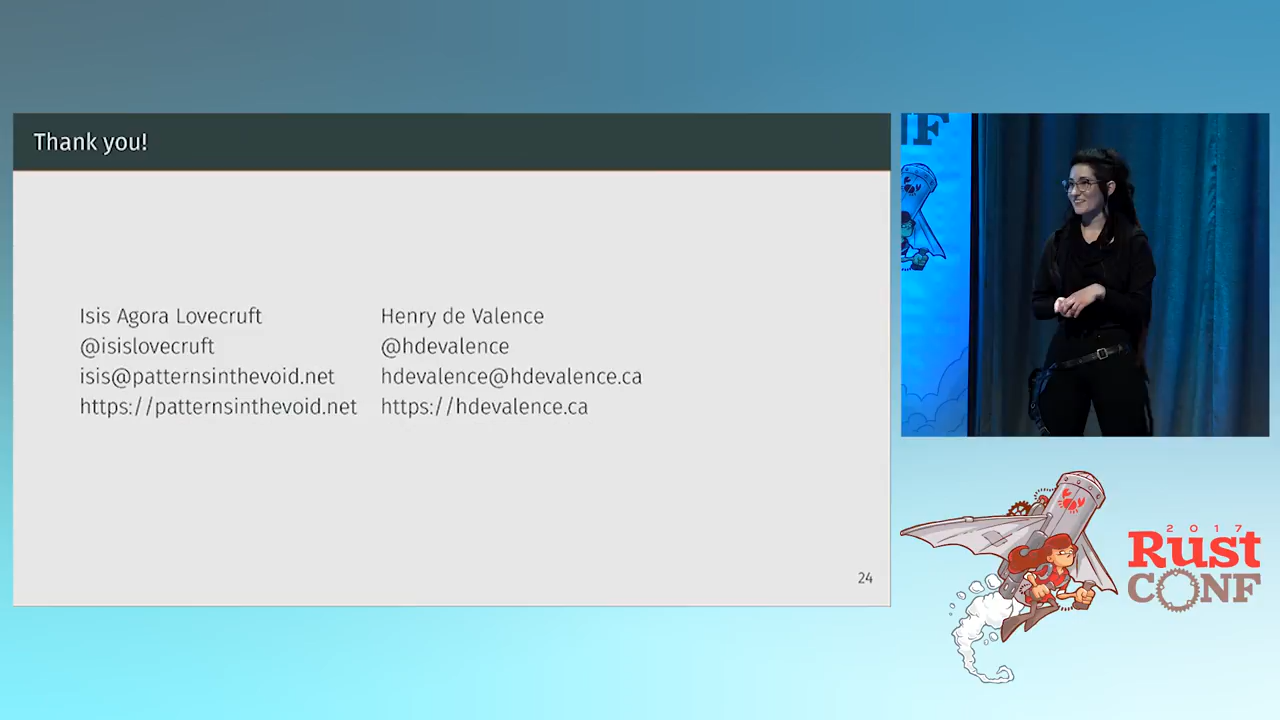 Thank you!
Isis Agora Lovecruft
@isislovecruft
isis@patternsinthevoid.net
https://patternsinthevoid.net
Henry de Valence
@hdevalence
hdevalence@hdevalence.ca
https://hdevalence.ca
24
NF
2017
Rust
CONF